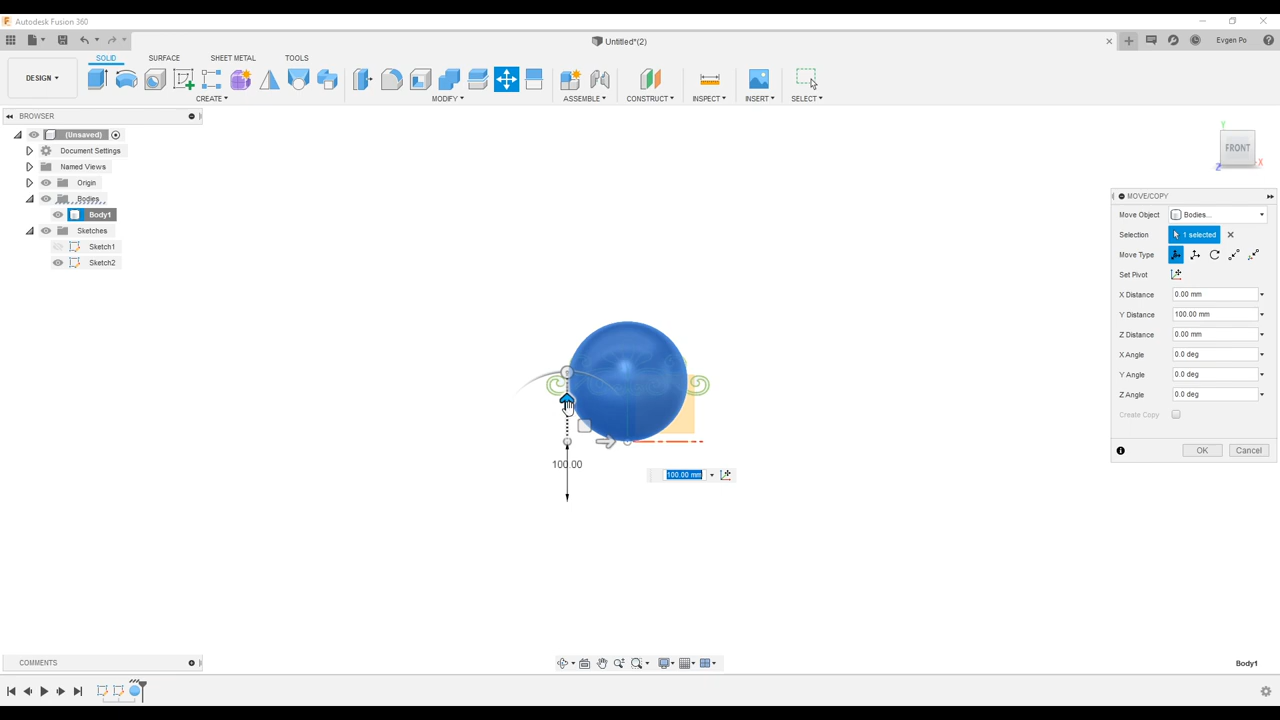 Autodesk Fusion 360
Untitled*(2)
Evgen Po
DESIGN
SOLID
SURFACE
SHEET METAL
TOOLS
CREATE
MODIFY
ASSEMBLE
CONSTRUCT
INSPECT
INSERT
SELECT
BROWSER
(Unsaved)
Document Settings
Named Views
Origin
Bodies
Body1
Sketches
Sketch1
Sketch2
Y
FRONT
Z
X
MOVE/COPY
Move Object
Bodies...
Selection
1 selected
Move Type
Set Pivot
X Distance
0.00 mm
Y Distance
100.00 mm
Z Distance
0.00 mm
X Angle
0.0 deg
Y Angle
0.0 deg
Z Angle
0.0 deg
Create Copy
OK
Cancel
100.00
100.00 mm
COMMENTS
Body1